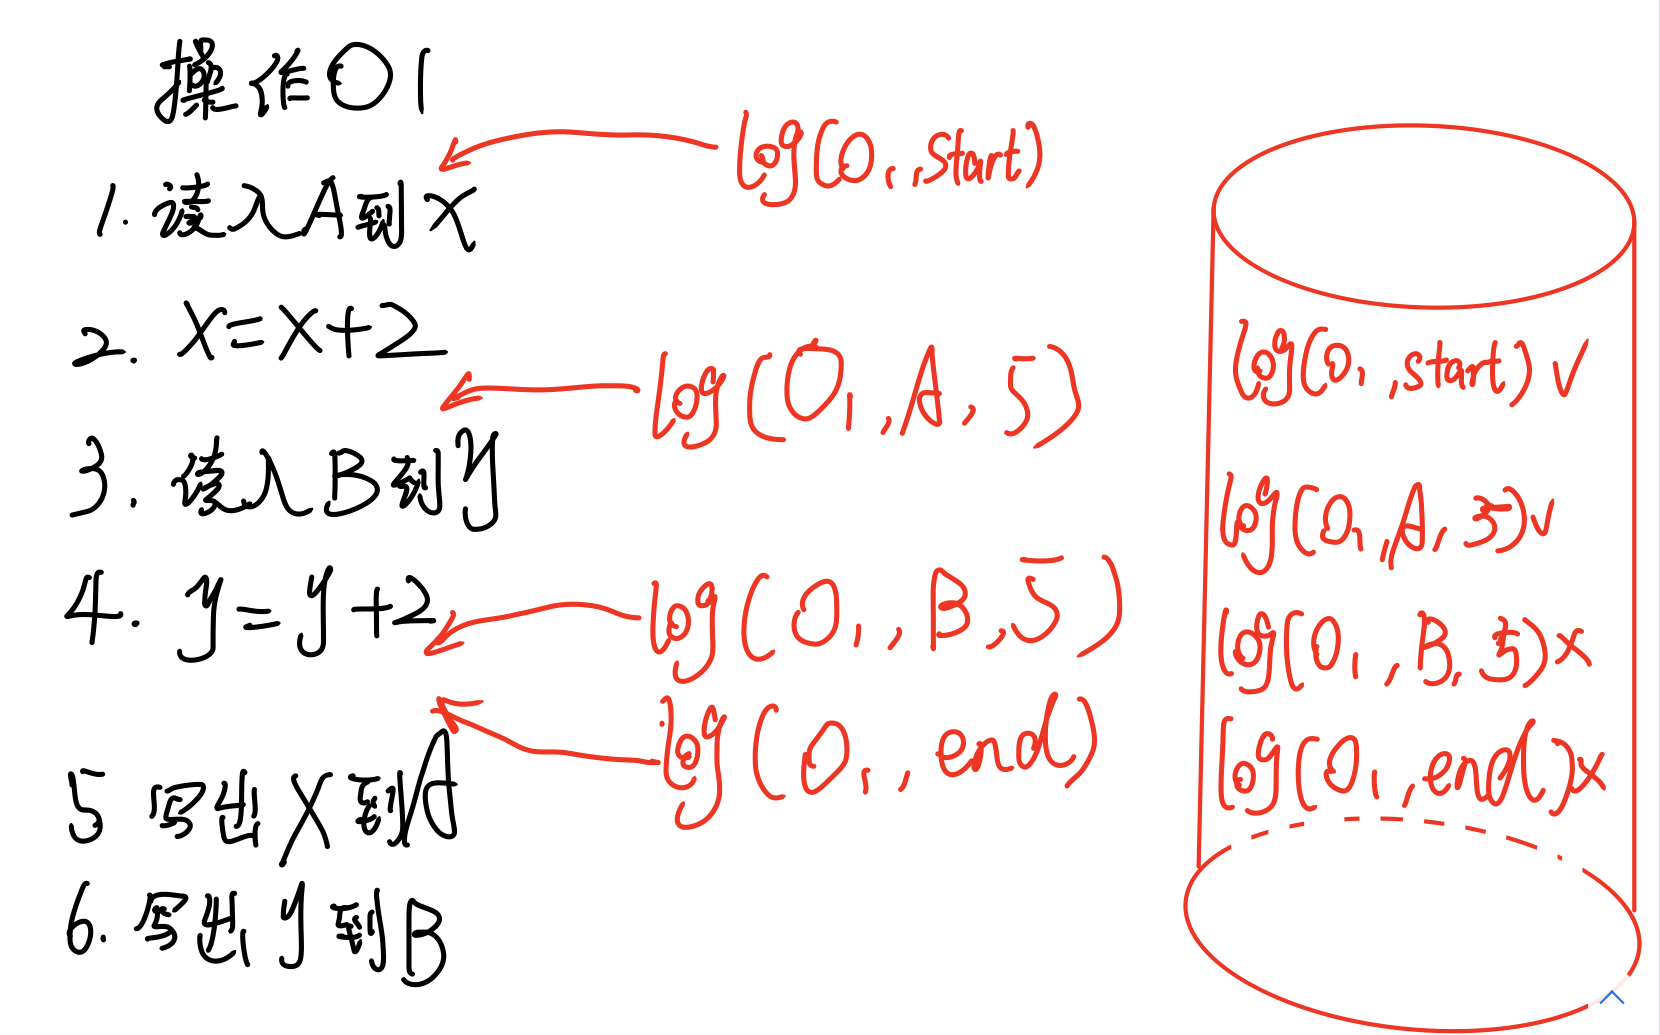 操作O1
log(O1,start)
1. 读入A到x
2. x=x+2
log(O1,A,5)
3. 读入B到y
4. y=y+2
log(O1,B,5)
log(O1,end)
5 写出x到A
6. 写出y到B
log(O1,start)✓
log(O1,A,5)✓
log(O1,B,5)×
log(O1,end)×